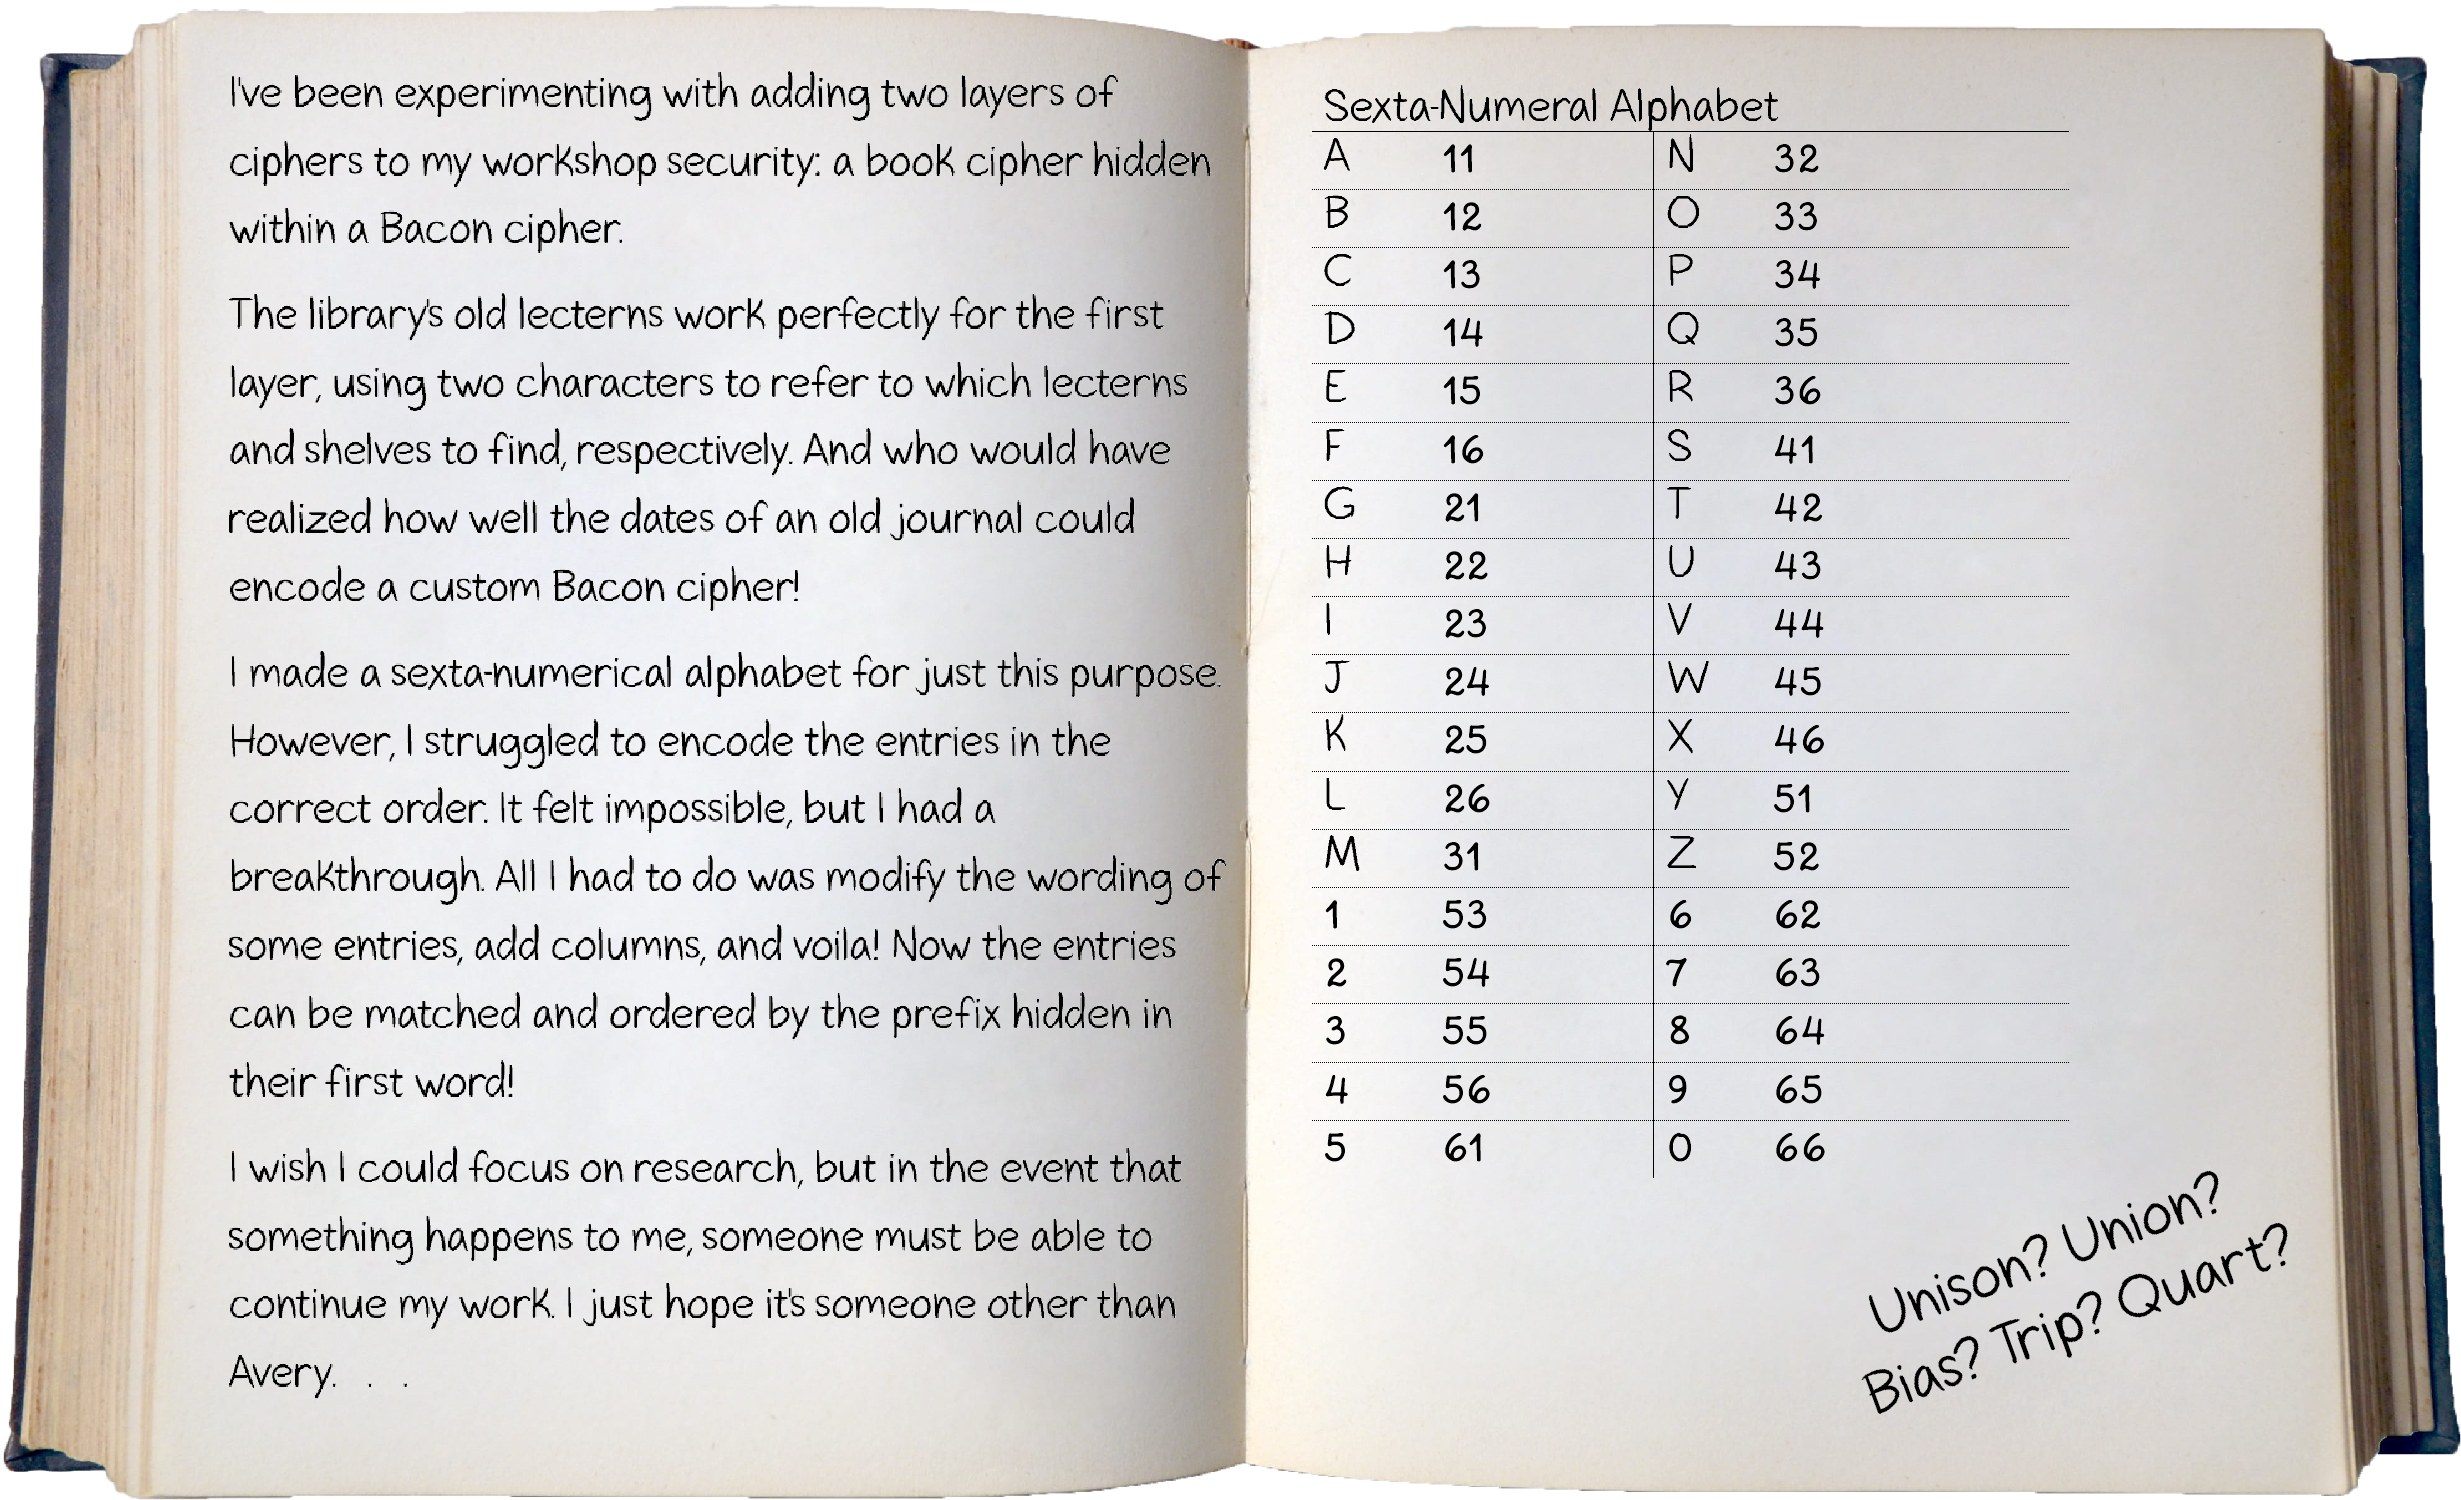 I've been experimenting with adding two layers of
ciphers to my workshop security: a book cipher hidden
within a Bacon cipher.
The library's old lecterns work perfectly for the first
layer, using two characters to refer to which lecterns
and shelves to find, respectively. And who would have
realized how well the dates of an old journal could
encode a custom Bacon cipher!
I made a sexta-numerical alphabet for just this purpose.
However, I struggled to encode the entries in the
correct order. It felt impossible, but I had a
breakthrough. All I had to do was modify the wording of
some entries, add columns, and voila! Now the entries
can be matched and ordered by the prefix hidden in
their first word!
I wish I could focus on research, but in the event that
something happens to me, someone must be able to
continue my work. I just hope it's someone other than
Avery. . .
Sexta-Numeral Alphabet
A 11 N 32
B 12 O 33
C 13 P 34
D 14 Q 35
E 15 R 36
F 16 S 41
G 21 T 42
H 22 U 43
I 23 V 44
J 24 W 45
K 25 X 46
L 26 Y 51
M 31 Z 52
1 53 6 62
2 54 7 63
3 55 8 64
4 56 9 65
5 61 0 66
Unison? Union?
Bias? Trip? Quart?